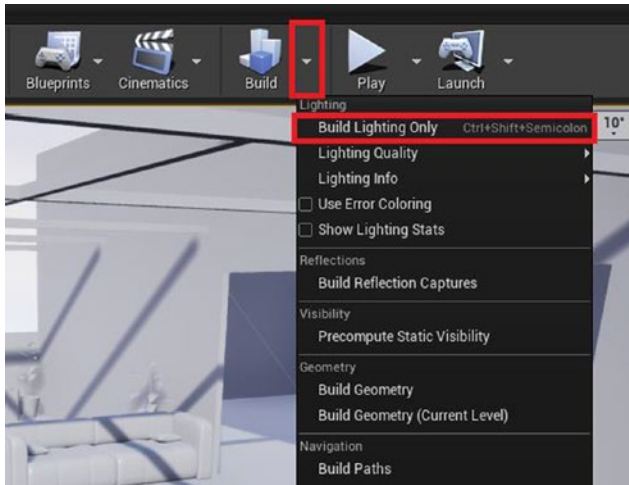 Blueprints Cinematics Build Play Launch
Lighting
Build Lighting Only Ctrl+Shift+Semicolon 10°
Lighting Quality
Lighting Info
Use Error Coloring
Show Lighting Stats
Reflections
Build Reflection Captures
Visibility
Precompute Static Visibility
Geometry
Build Geometry
Build Geometry (Current Level)
Navigation
Build Paths